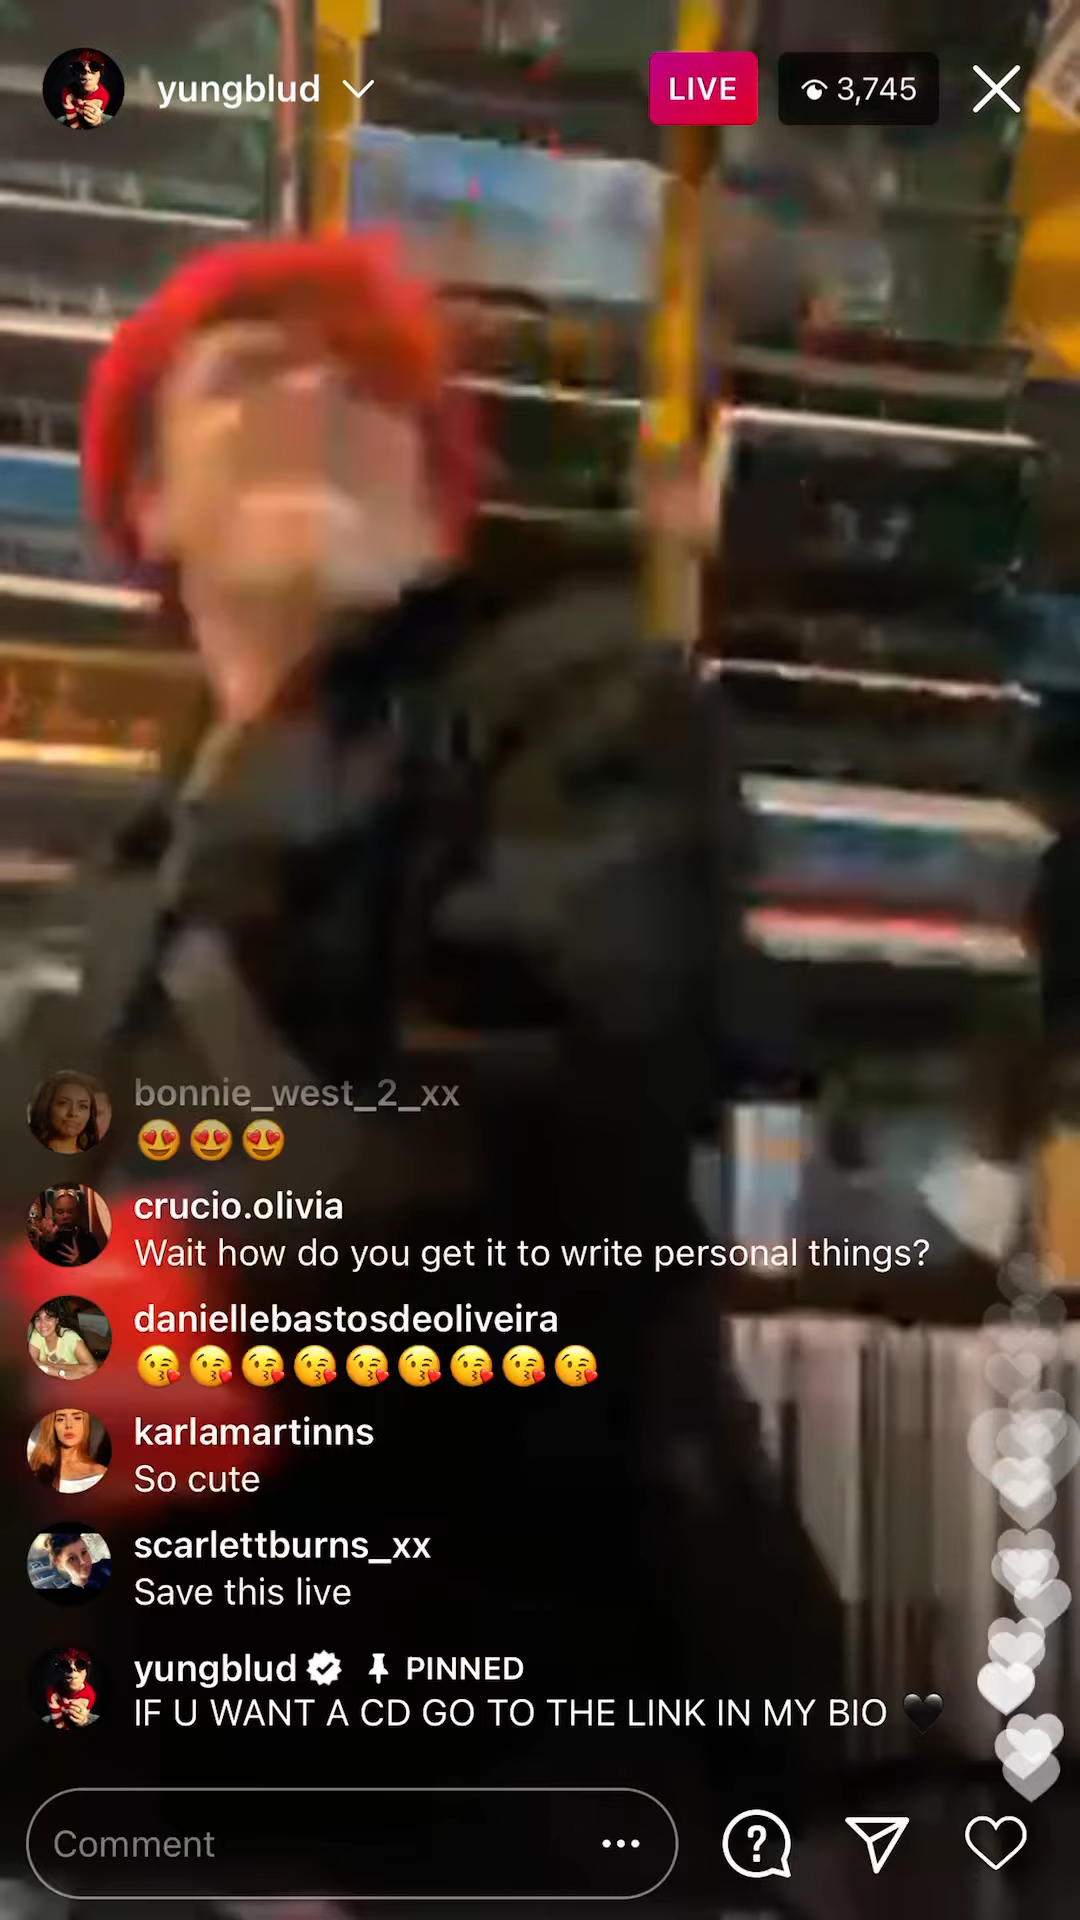 yungblud
LIVE
3,745
bonnie_west_2_xx
😍😍😍
crucio.olivia
Wait how do you get it to write personal things?
daniellebastosdeoliveira
😘😘😘😘😘😘😘😘😘
karlamartinns
So cute
scarlettburns_xx
Save this live
yungblud PINNED
IF U WANT A CD GO TO THE LINK IN MY BIO 🖤
Comment